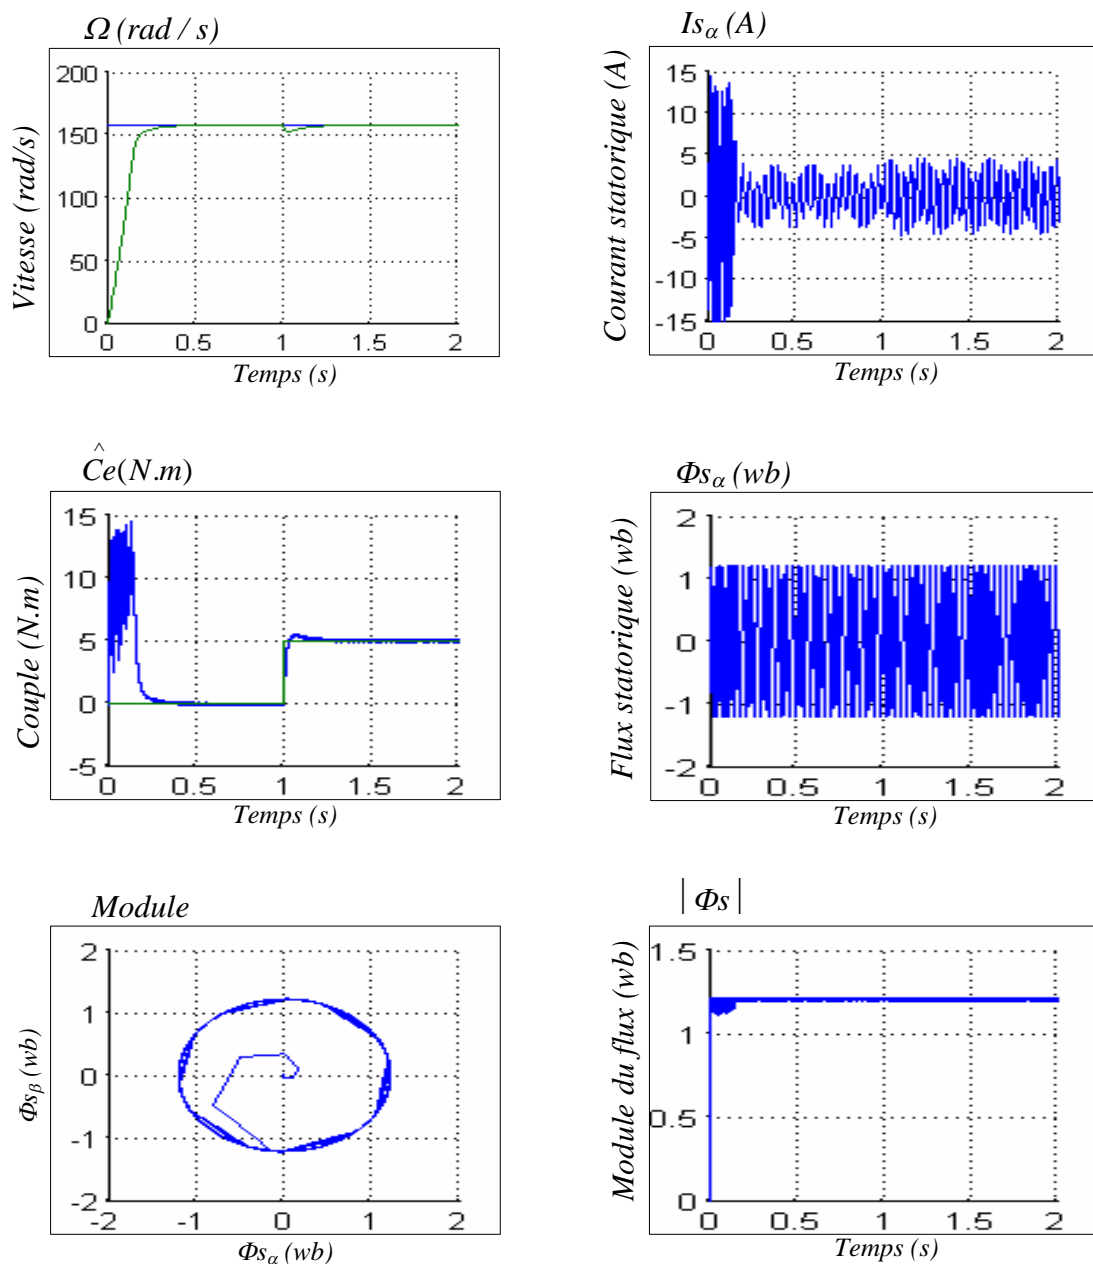 Ω (rad / s)
Vitesse (rad/s)
200
150
100
50
0
0 0.5 1 1.5 2
Temps (s)
Isα (A)
Courant statorique (A)
15
10
5
0
-5
-10
-15
0 0.5 1 1.5 2
Temps (s)
Ĉe(N.m)
Couple (N.m)
15
10
5
0
-5
0 0.5 1 1.5 2
Temps (s)
Φsα (wb)
Flux statorique (wb)
2
1
0
-1
-2
0 0.5 1 1.5 2
Temps (s)
Module
Φsβ (wb)
2
1
0
-1
-2
-2 -1 0 1 2
Φsα (wb)
| Φs |
Module du flux (wb)
1.5
1
0.5
0
0 0.5 1 1.5 2
Temps (s)